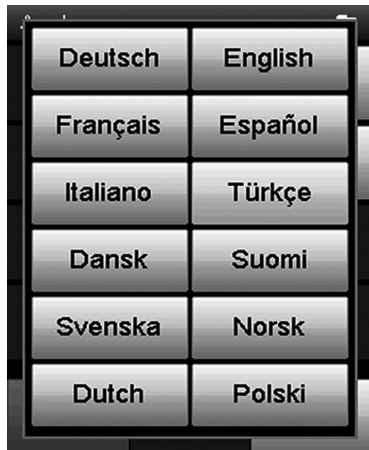 Deutsch English
Français Español
Italiano Türkçe
Dansk Suomi
Svenska Norsk
Dutch Polski